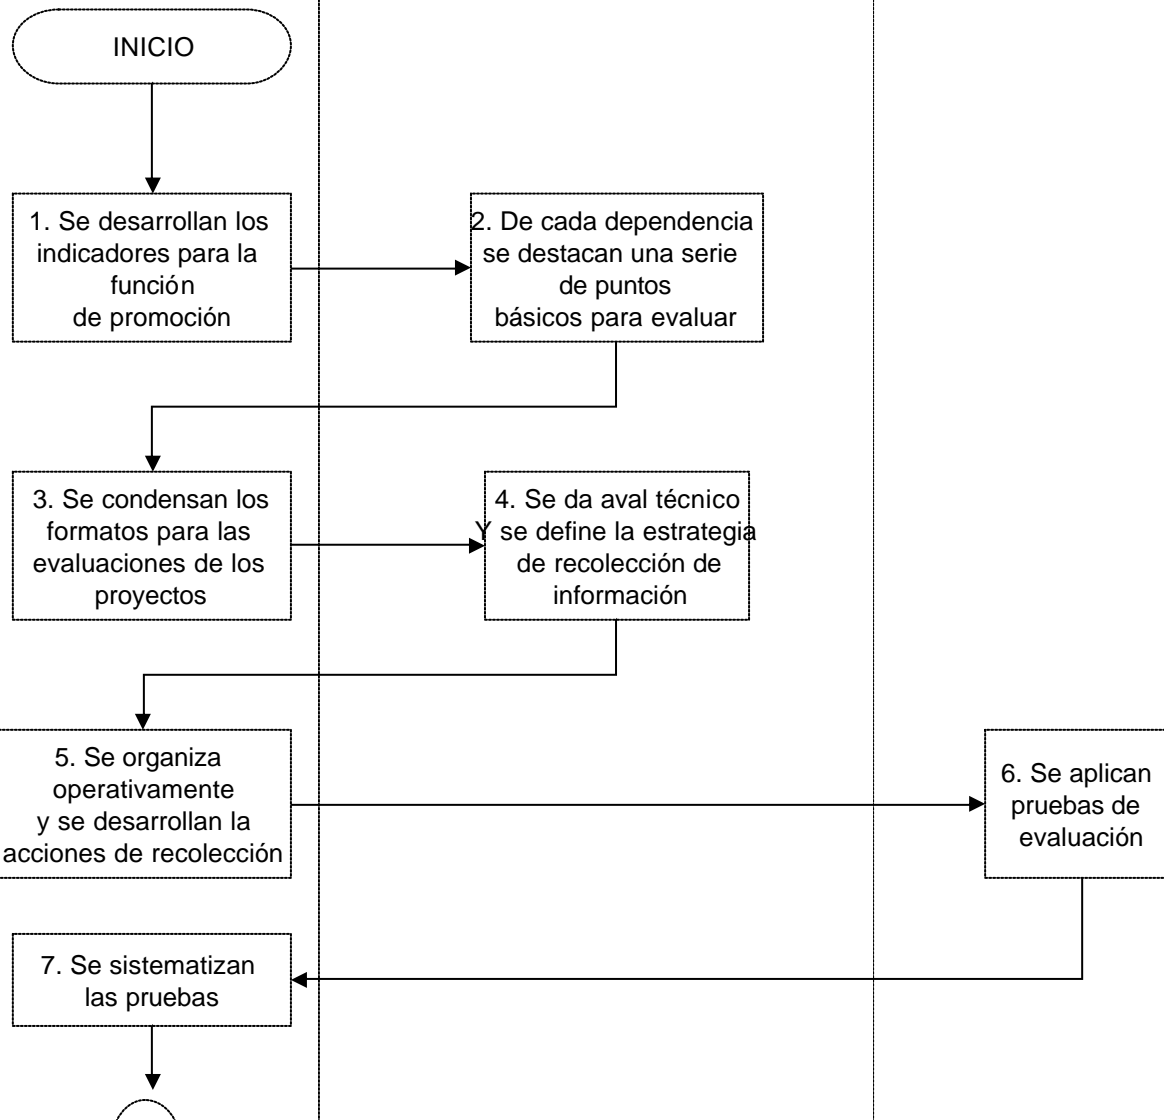 INICIO
1. Se desarrollan los
indicadores para la
función
de promoción
2. De cada dependencia
se destacan una serie
de puntos
básicos para evaluar
3. Se condensan los
formatos para las
evaluaciones de los
proyectos
4. Se da aval técnico
Y se define la estrategia
de recolección de
información
5. Se organiza
operativamente
y se desarrollan la
acciones de recolección
6. Se aplican
pruebas de
evaluación
7. Se sistematizan
las pruebas